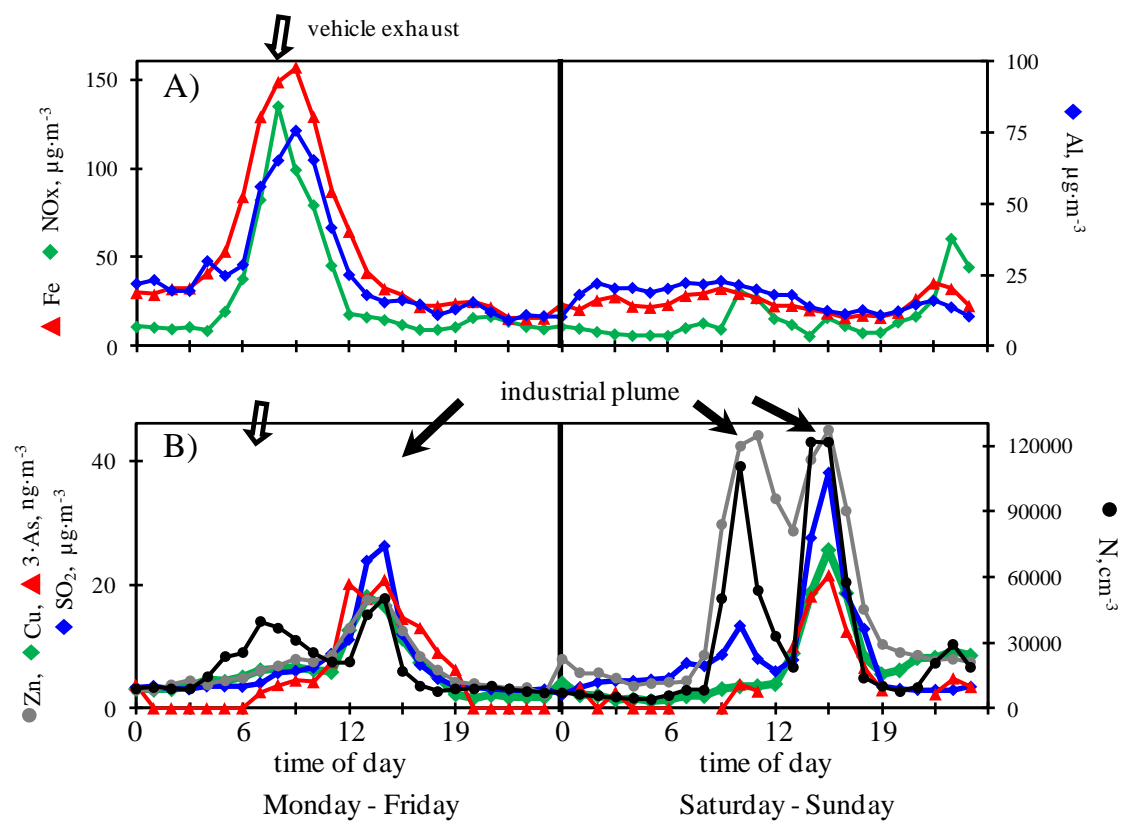 vehicle exhaust
A)
150
100
50
0
100
75
50
25
0
Fe NOx, µg·m-3
Al, µg·m-3
industrial plume
B)
40
20
0
120000
90000
60000
30000
0
Zn, Cu, 3·As, ng·m-3
SO2, µg·m-3
N, cm-3
0 6 12 19 0 6 12 19
time of day time of day
Monday - Friday Saturday - Sunday